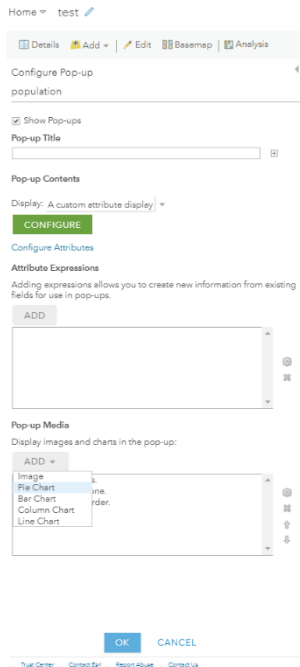 Home test
Details Add Edit Basemap Analysis
Configure Pop-up
population
Show Pop-ups
Pop-up Title
Pop-up Contents
Display: A custom attribute display
CONFIGURE
Configure Attributes
Attribute Expressions
Adding expressions allows you to create new information from existing
fields for use in pop-ups.
ADD
Pop-up Media
Display images and charts in the pop-up:
ADD
Image
Pie Chart
Bar Chart
Column Chart
Line Chart
s.
one.
rder.
OK CANCEL
Trust Center Contact Esri Report Abuse Contact Us